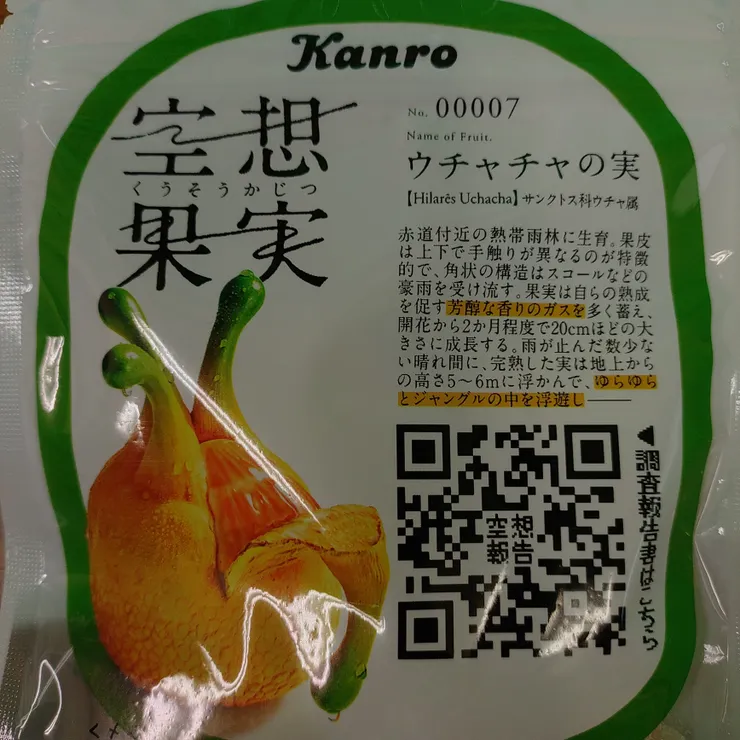 Kanro
空想
くうそうかじつ
果実
No. 00007
Name of Fruit.
ウチャチャの実
【Hilarēs Uchacha】サンクトス科ウチャ属
赤道付近の熱帯雨林に生育。果皮
は上下で手触りが異なるのが特徴
的で、角状の構造はスコールなどの
豪雨を受け流す。果実は自らの熟成
を促す芳醇な香りのガスを多く蓄え、
開花から2か月程度で20cmほどの大
きさに成長する。雨が止んだ数少な
い晴れ間に、完熟した実は地上から
の高さ5〜6mに浮かんで、ゆらゆら
とジャングルの中を浮遊し――
空想
報告
◀調査報告書はこちら